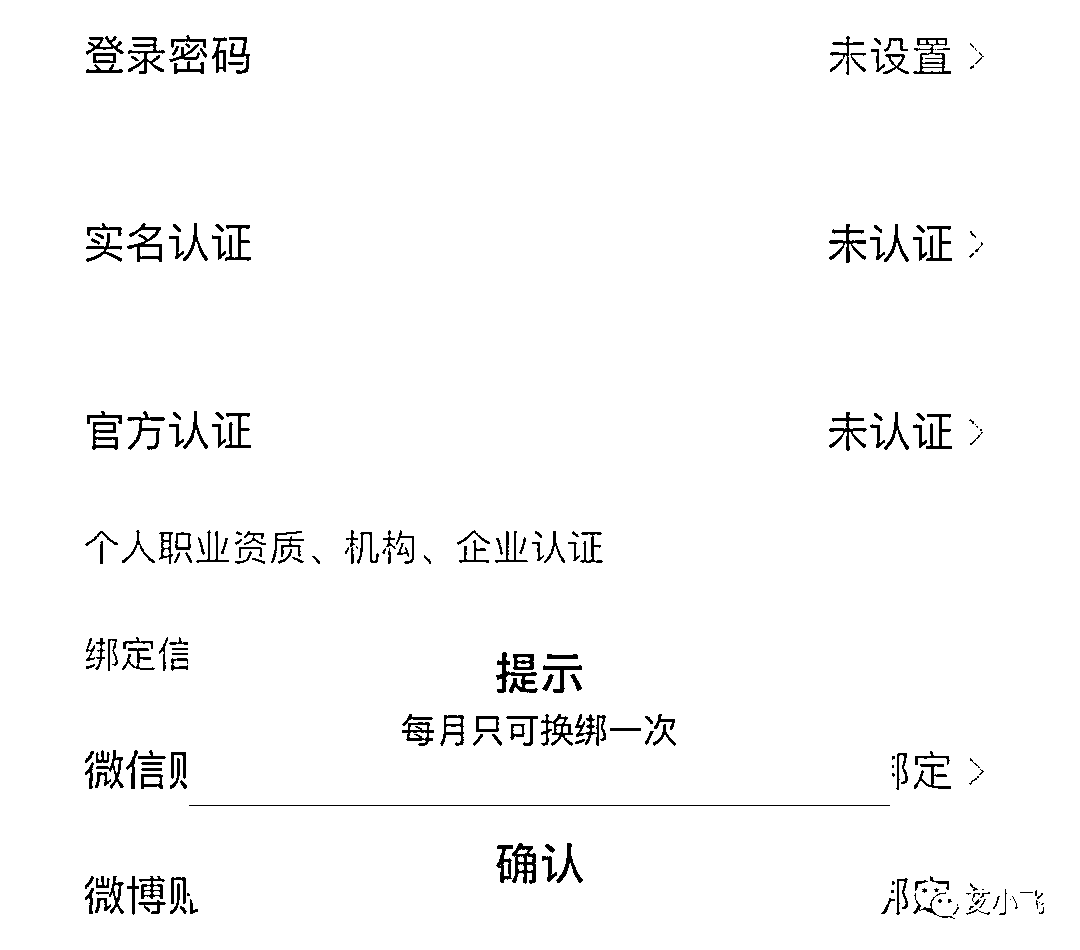 登录密码 未设置
实名认证 未认证
官方认证 未认证
个人职业资质、机构、企业认证
绑定信
提示
每月只可换绑一次
微信账 绑定
确认
微博账 绑定
艾小飞